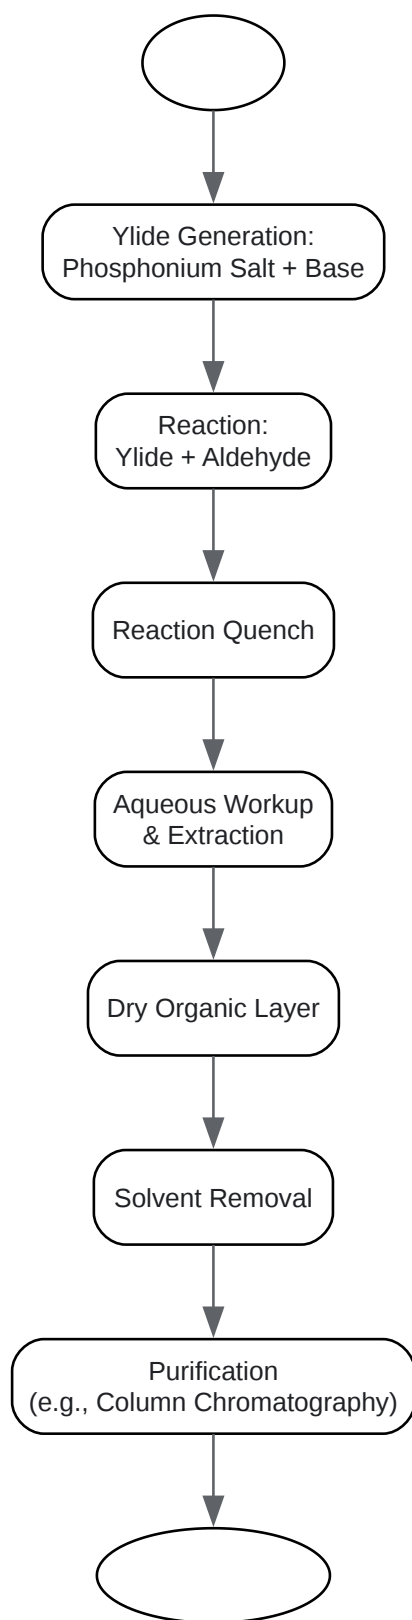 Ylide Generation:
Phosphonium Salt + Base
Reaction:
Ylide + Aldehyde
Reaction Quench
Aqueous Workup
& Extraction
Dry Organic Layer
Solvent Removal
Purification
(e.g., Column Chromatography)